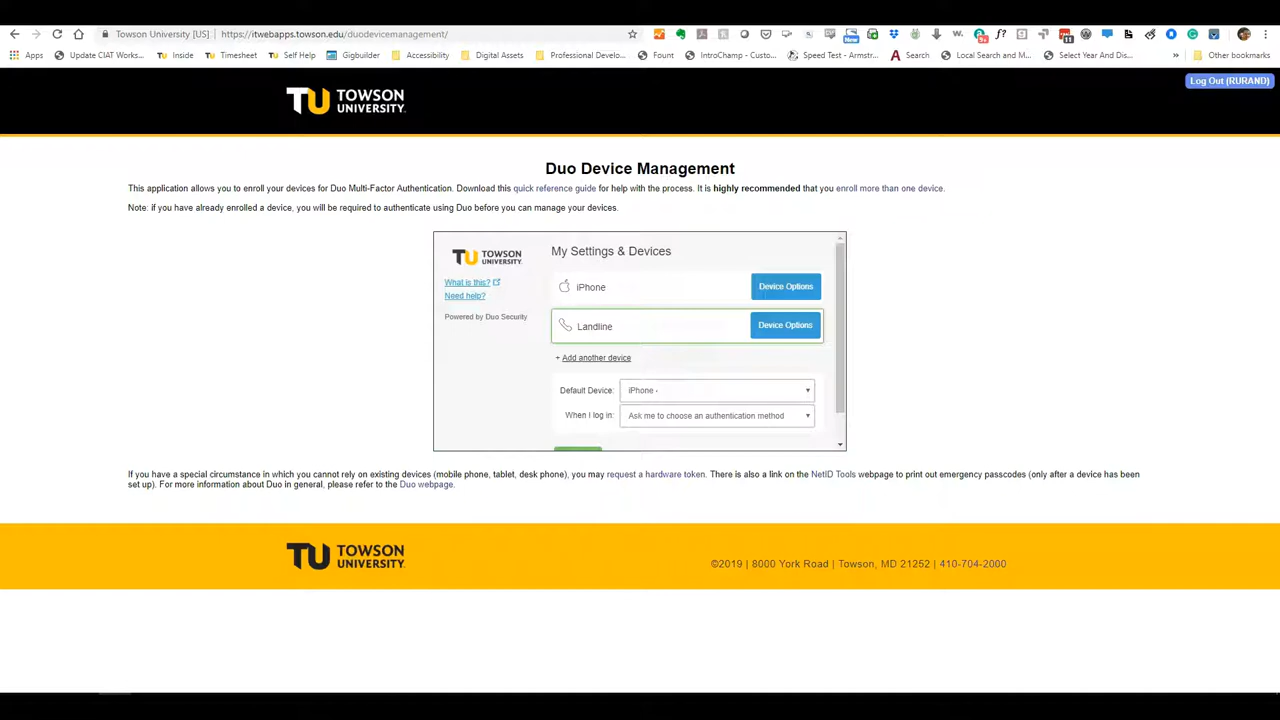 Towson University [US] | https://itwebapps.towson.edu/duodevicemanagement/
Apps Update CIAT Works... Inside Timesheet Self Help Gigbuilder Accessibility Digital Assets Professional Develo... Fount IntroChamp - Custo... Speed Test - Armstr... Search Local Search and M... Select Year And Dis... » Other bookmarks
Log Out (RURAND)
TU TOWSON
UNIVERSITY.
Duo Device Management
This application allows you to enroll your devices for Duo Multi-Factor Authentication. Download this quick reference guide for help with the process. It is highly recommended that you enroll more than one device.
Note: if you have already enrolled a device, you will be required to authenticate using Duo before you can manage your devices.
TU TOWSON
UNIVERSITY.
What is this?
Need help?
Powered by Duo Security
My Settings & Devices
iPhone Device Options
Landline Device Options
+ Add another device
Default Device: iPhone -
When I log in: Ask me to choose an authentication method
If you have a special circumstance in which you cannot rely on existing devices (mobile phone, tablet, desk phone), you may request a hardware token. There is also a link on the NetID Tools webpage to print out emergency passcodes (only after a device has been
set up). For more information about Duo in general, please refer to the Duo webpage.
TU TOWSON
UNIVERSITY.
©2019 | 8000 York Road | Towson, MD 21252 | 410-704-2000